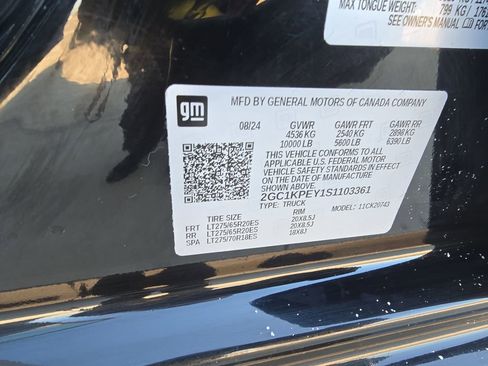 MAX TONGUE WEIGHT: 799 KG / 1761
SEE OWNER'S MANUAL FOR
gm
MFD BY GENERAL MOTORS OF CANADA COMPANY
08/24 GVWR GAWR FRT GAWR RR
4536 KG 2540 KG 2898 KG
10000 LB 5600 LB 6390 LB
THIS VEHICLE CONFORMS TO ALL
APPLICABLE U.S. FEDERAL MOTOR
VEHICLE SAFETY STANDARDS IN EFFECT
ON THE DATE OF MANUFACTURE SHOWN ABOVE.
2GC1KPEY1S1103361
TYPE: TRUCK MODEL: 11CK20743
RIM
FRT LT275/65R20ES 20X8.5J
RR LT275/65R20ES 20X8.5J
SPA LT275/70R18ES 18X8J